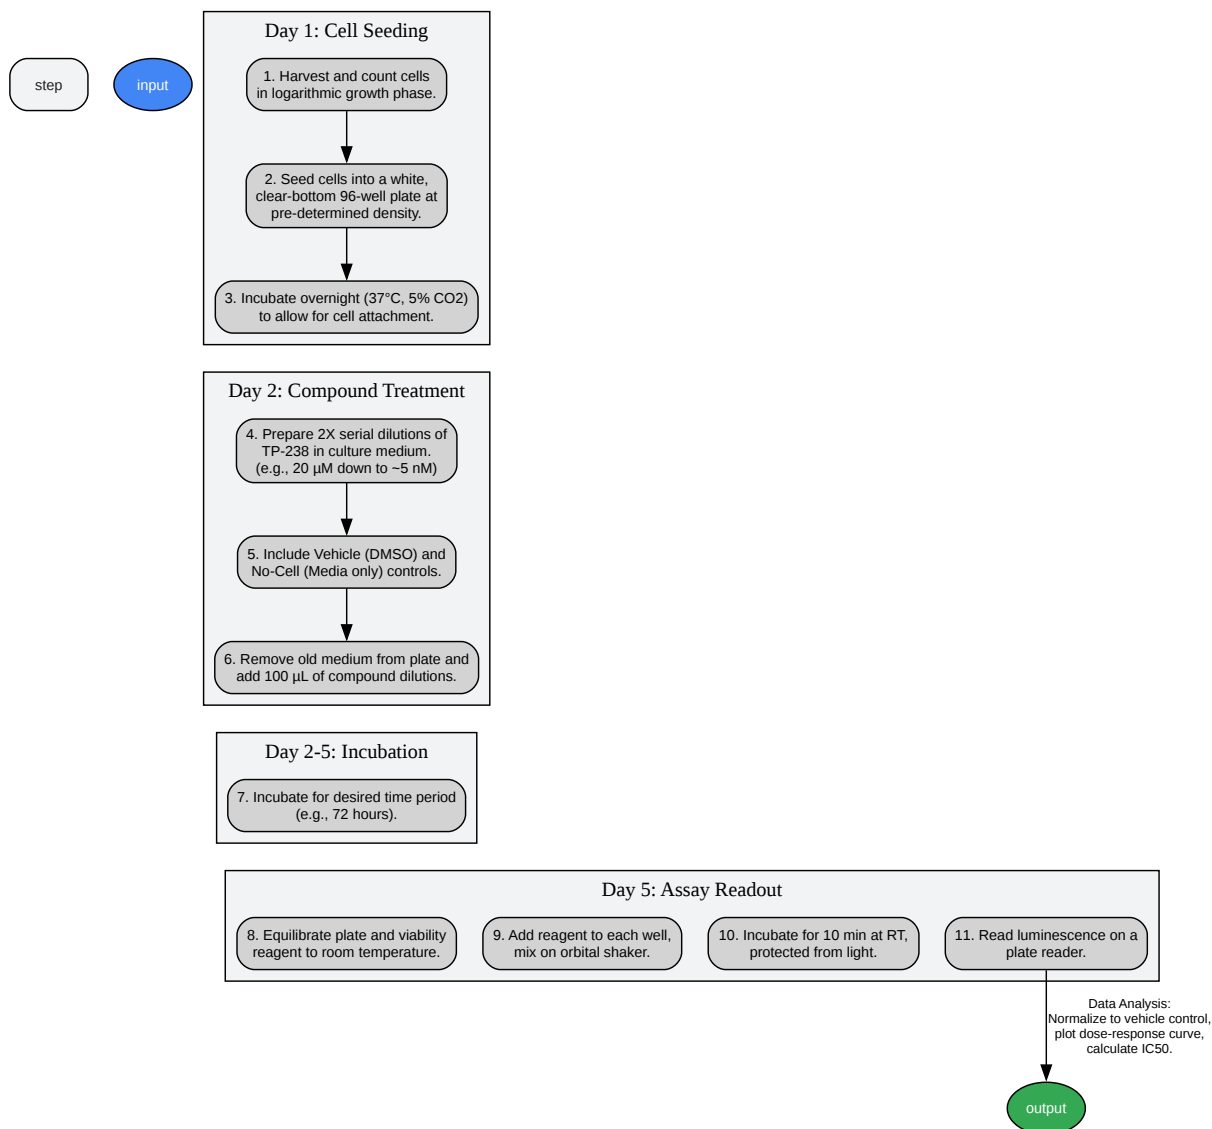 step
input
Day 1: Cell Seeding
1. Harvest and count cells
in logarithmic growth phase.
2. Seed cells into a white,
clear-bottom 96-well plate at
pre-determined density.
3. Incubate overnight (37°C, 5% CO2)
to allow for cell attachment.
Day 2: Compound Treatment
4. Prepare 2X serial dilutions of
TP-238 in culture medium.
(e.g., 20 µM down to ~5 nM)
5. Include Vehicle (DMSO) and
No-Cell (Media only) controls.
6. Remove old medium from plate and
add 100 µL of compound dilutions.
Day 2-5: Incubation
7. Incubate for desired time period
(e.g., 72 hours).
Day 5: Assay Readout
8. Equilibrate plate and viability
reagent to room temperature.
9. Add reagent to each well,
mix on orbital shaker.
10. Incubate for 10 min at RT,
protected from light.
11. Read luminescence on a
plate reader.
Data Analysis:
Normalize to vehicle control,
plot dose-response curve,
calculate IC50.
output